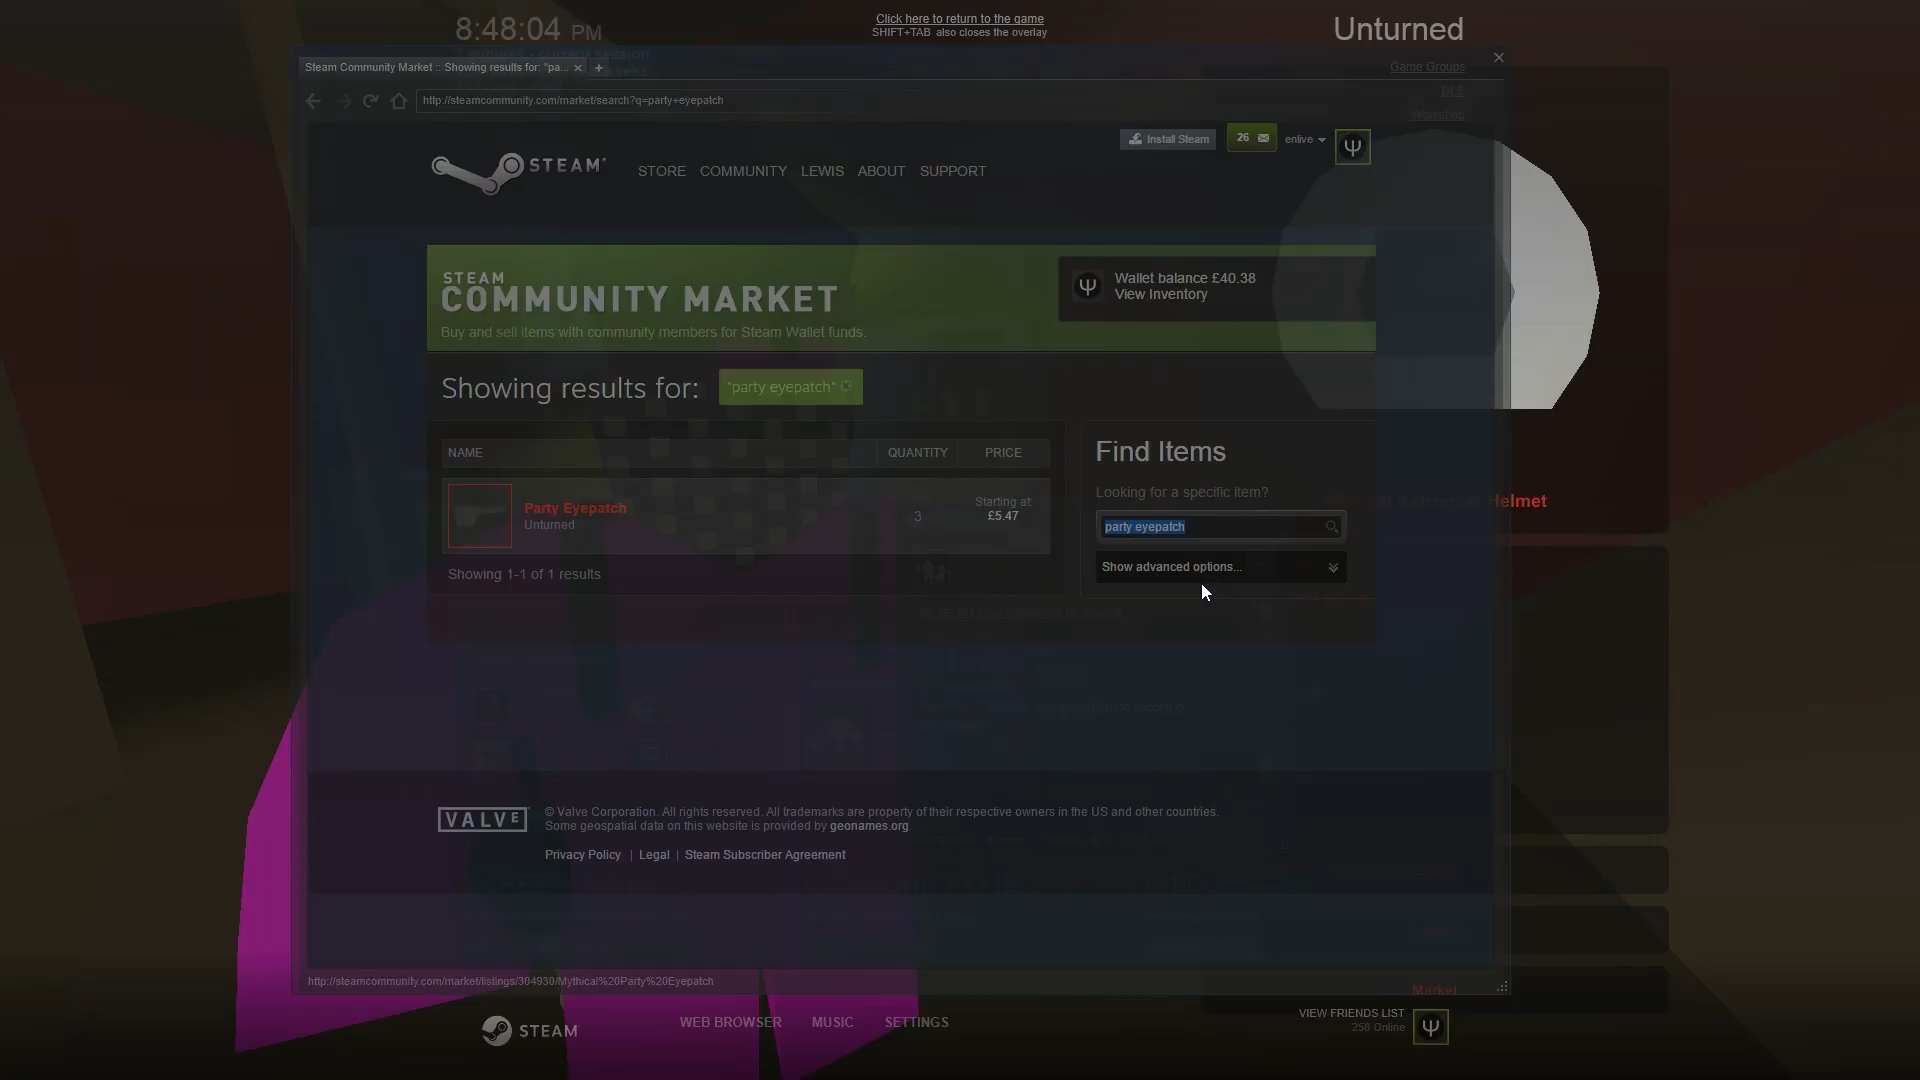 8:48:04 PM
Click here to return to the game
SHIFT+TAB also closes the overlay
Unturned
Steam Community Market :: Showing results for: "pa...
Game Groups
DLC
Workshop
http://steamcommunity.com/market/search?q=party+eyepatch
Install Steam
26
enlive
STEAM
STORE
COMMUNITY
LEWIS
ABOUT
SUPPORT
STEAM
COMMUNITY MARKET
Buy and sell items with community members for Steam Wallet funds.
Wallet balance £40.38
View Inventory
Showing results for:
"party eyepatch"
NAME
QUANTITY
PRICE
Party Eyepatch
Unturned
3
Starting at:
£5.47
Showing 1-1 of 1 results
Find Items
Looking for a specific item?
Helmet
party eyepatch
Show advanced options...
VALVE
© Valve Corporation. All rights reserved. All trademarks are property of their respective owners in the US and other countries.
Some geospatial data on this website is provided by geonames.org.
Privacy Policy | Legal | Steam Subscriber Agreement
http://steamcommunity.com/market/listings/304930/Mythical%20Party%20Eyepatch
Market
STEAM
WEB BROWSER
MUSIC
SETTINGS
VIEW FRIENDS LIST
258 Online